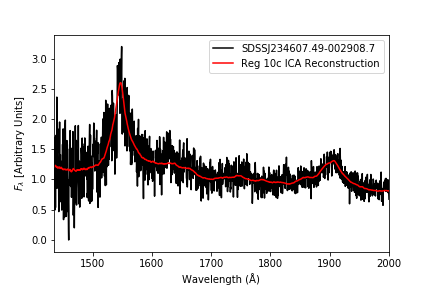 SDSSJ234607.49-002908.7
Reg 10c ICA Reconstruction
3.0
2.5
2.0
1.5
1.0
0.5
0.0
Fλ [Arbitrary Units]
1500 1600 1700 1800 1900 2000
Wavelength (Å)